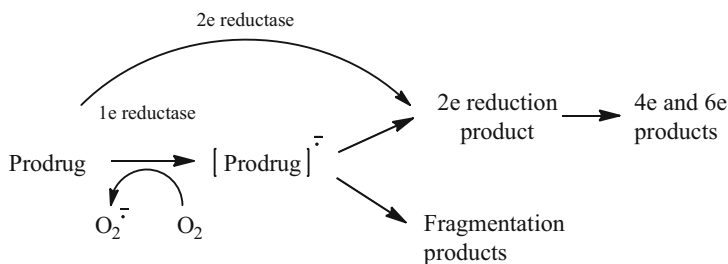 2e reductase
1e reductase
2e reduction
product
4e and 6e
products
Prodrug
[ Prodrug ]·̄
O₂·̄
O₂
Fragmentation
products